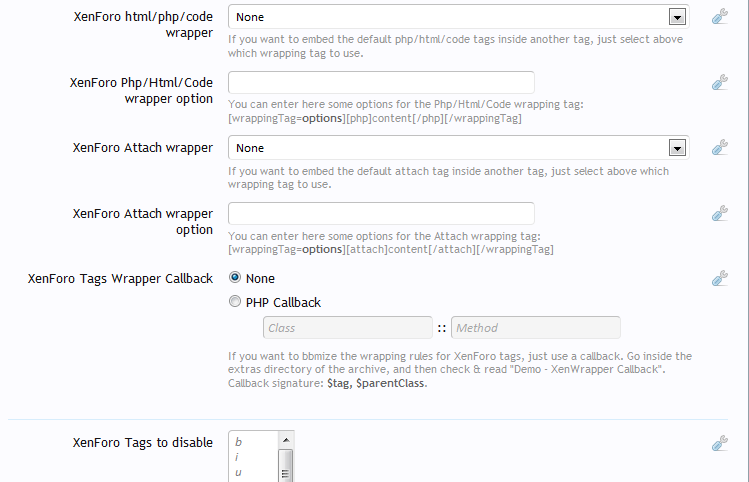 XenForo html/php/code wrapper
None
If you want to embed the default php/html/code tags inside another tag, just select above
which wrapping tag to use.
XenForo Php/Html/Code wrapper option
You can enter here some options for the Php/Html/Code wrapping tag:
[wrappingTag=options][php]content[/php][/wrappingTag]
XenForo Attach wrapper
None
If you want to embed the default attach tag inside another tag, just select above which
wrapping tag to use.
XenForo Attach wrapper option
You can enter here some options for the Attach wrapping tag:
[wrappingTag=options][attach]content[/attach][/wrappingTag]
XenForo Tags Wrapper Callback
None
PHP Callback
Class :: Method
If you want to bbmize the wrapping rules for XenForo tags, just use a callback. Go inside the
extras directory of the archive, and then check & read "Demo - XenWrapper Callback".
Callback signature: $tag, $parentClass.
XenForo Tags to disable
b
i
u